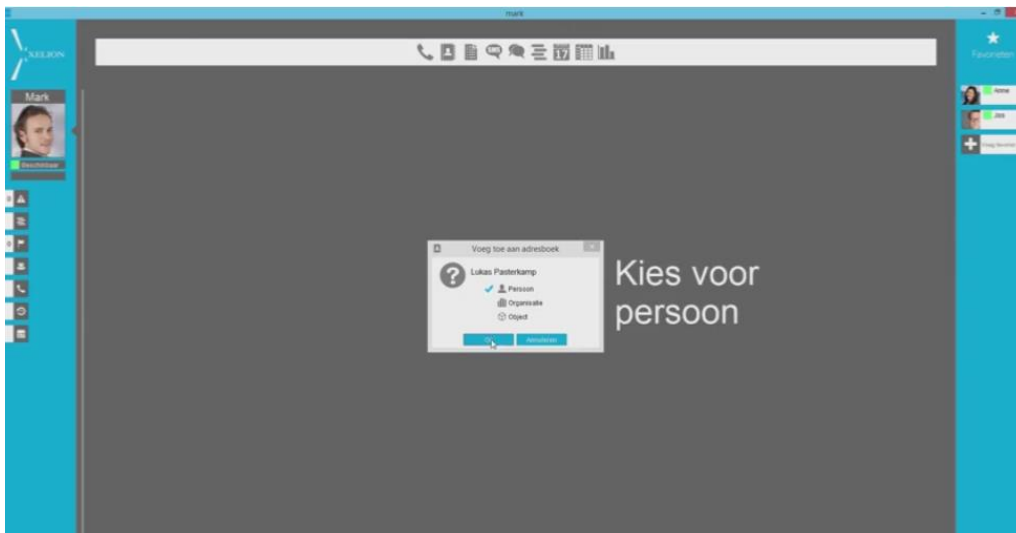 mark
XELION
Mark
Beschikbaar
17
Favorieten
Anne
Jos
Voeg toe aan adresboek
Lukas Pasterkamp
Persoon
Organisatie
Object
Annuleren
Kies voor
persoon